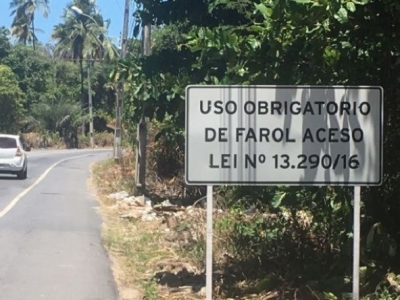 USO OBRIGATORIO
DE FAROL ACESO
LEI Nº 13.290/16